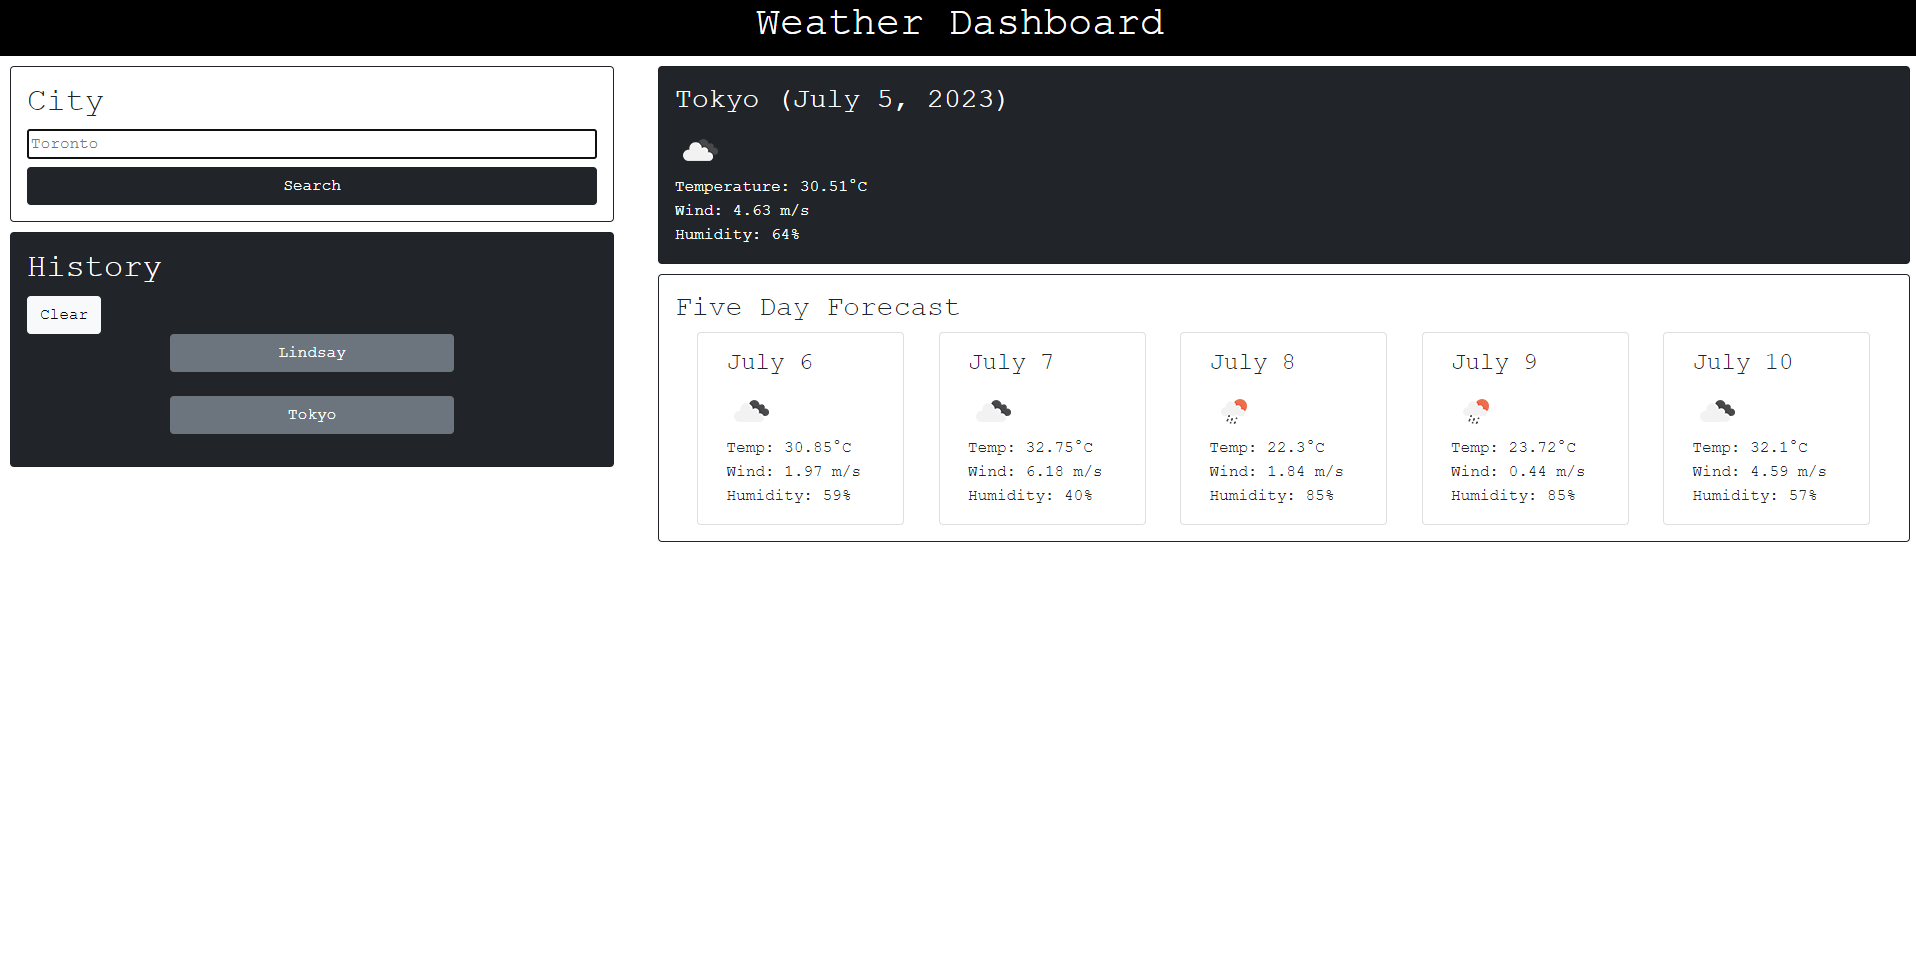 Weather Dashboard
City
Toronto
Search
History
Clear
Lindsay
Tokyo
Tokyo (July 5, 2023)
Temperature: 30.51°C
Wind: 4.63 m/s
Humidity: 64%
Five Day Forecast
July 6
Temp: 30.85°C
Wind: 1.97 m/s
Humidity: 59%
July 7
Temp: 32.75°C
Wind: 6.18 m/s
Humidity: 40%
July 8
Temp: 22.3°C
Wind: 1.84 m/s
Humidity: 85%
July 9
Temp: 23.72°C
Wind: 0.44 m/s
Humidity: 85%
July 10
Temp: 32.1°C
Wind: 4.59 m/s
Humidity: 57%